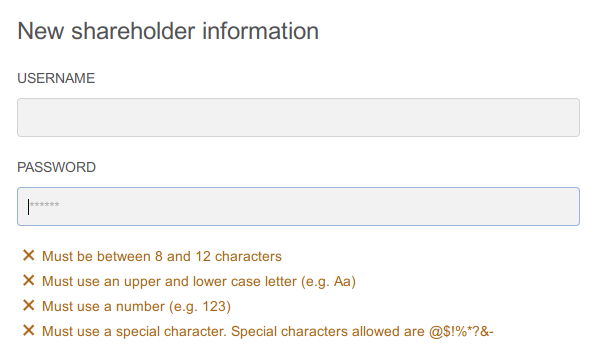 New shareholder information
USERNAME
PASSWORD
******
Must be between 8 and 12 characters
Must use an upper and lower case letter (e.g. Aa)
Must use a number (e.g. 123)
Must use a special character. Special characters allowed are @$!%*?&-